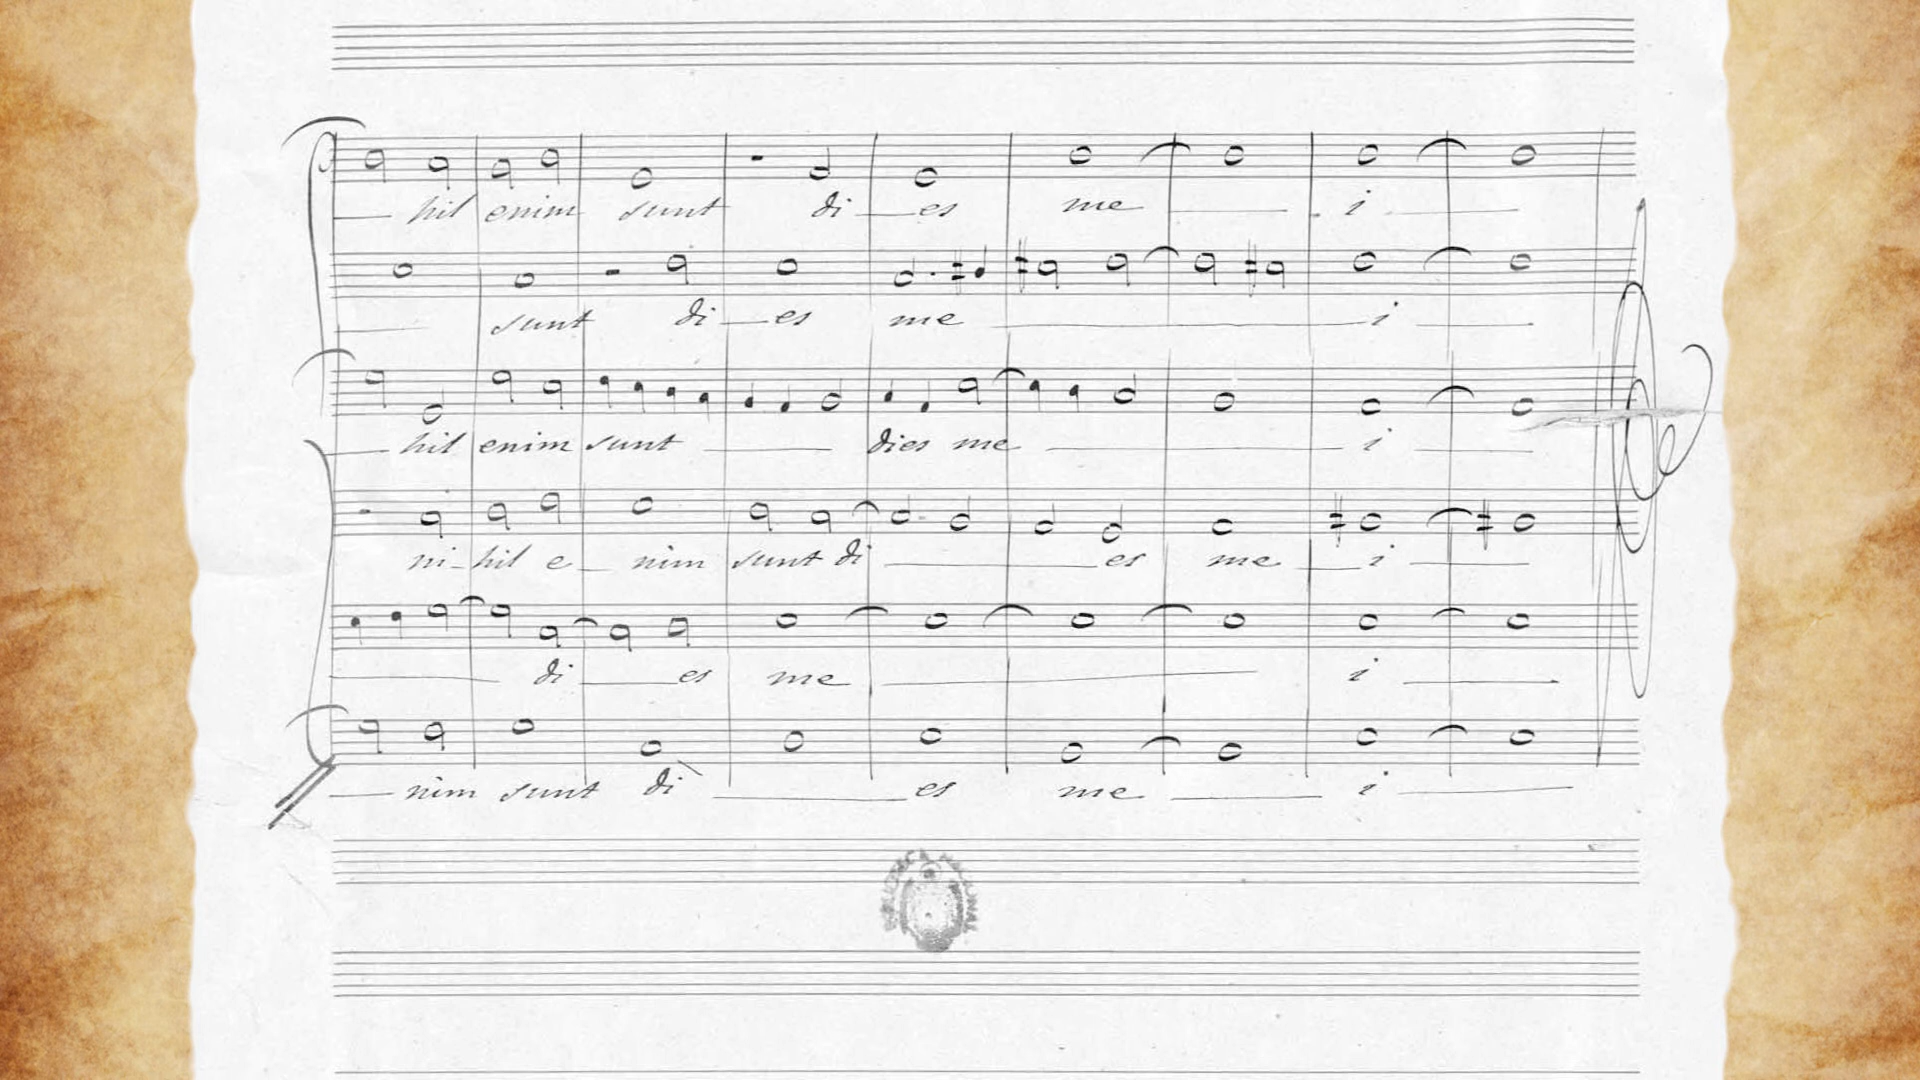 hil enim sunt di es me i
sunt di es me i
hil enim sunt dies me i
ni hil e nim sunt di es me i
di es me i
nim sunt di es me i